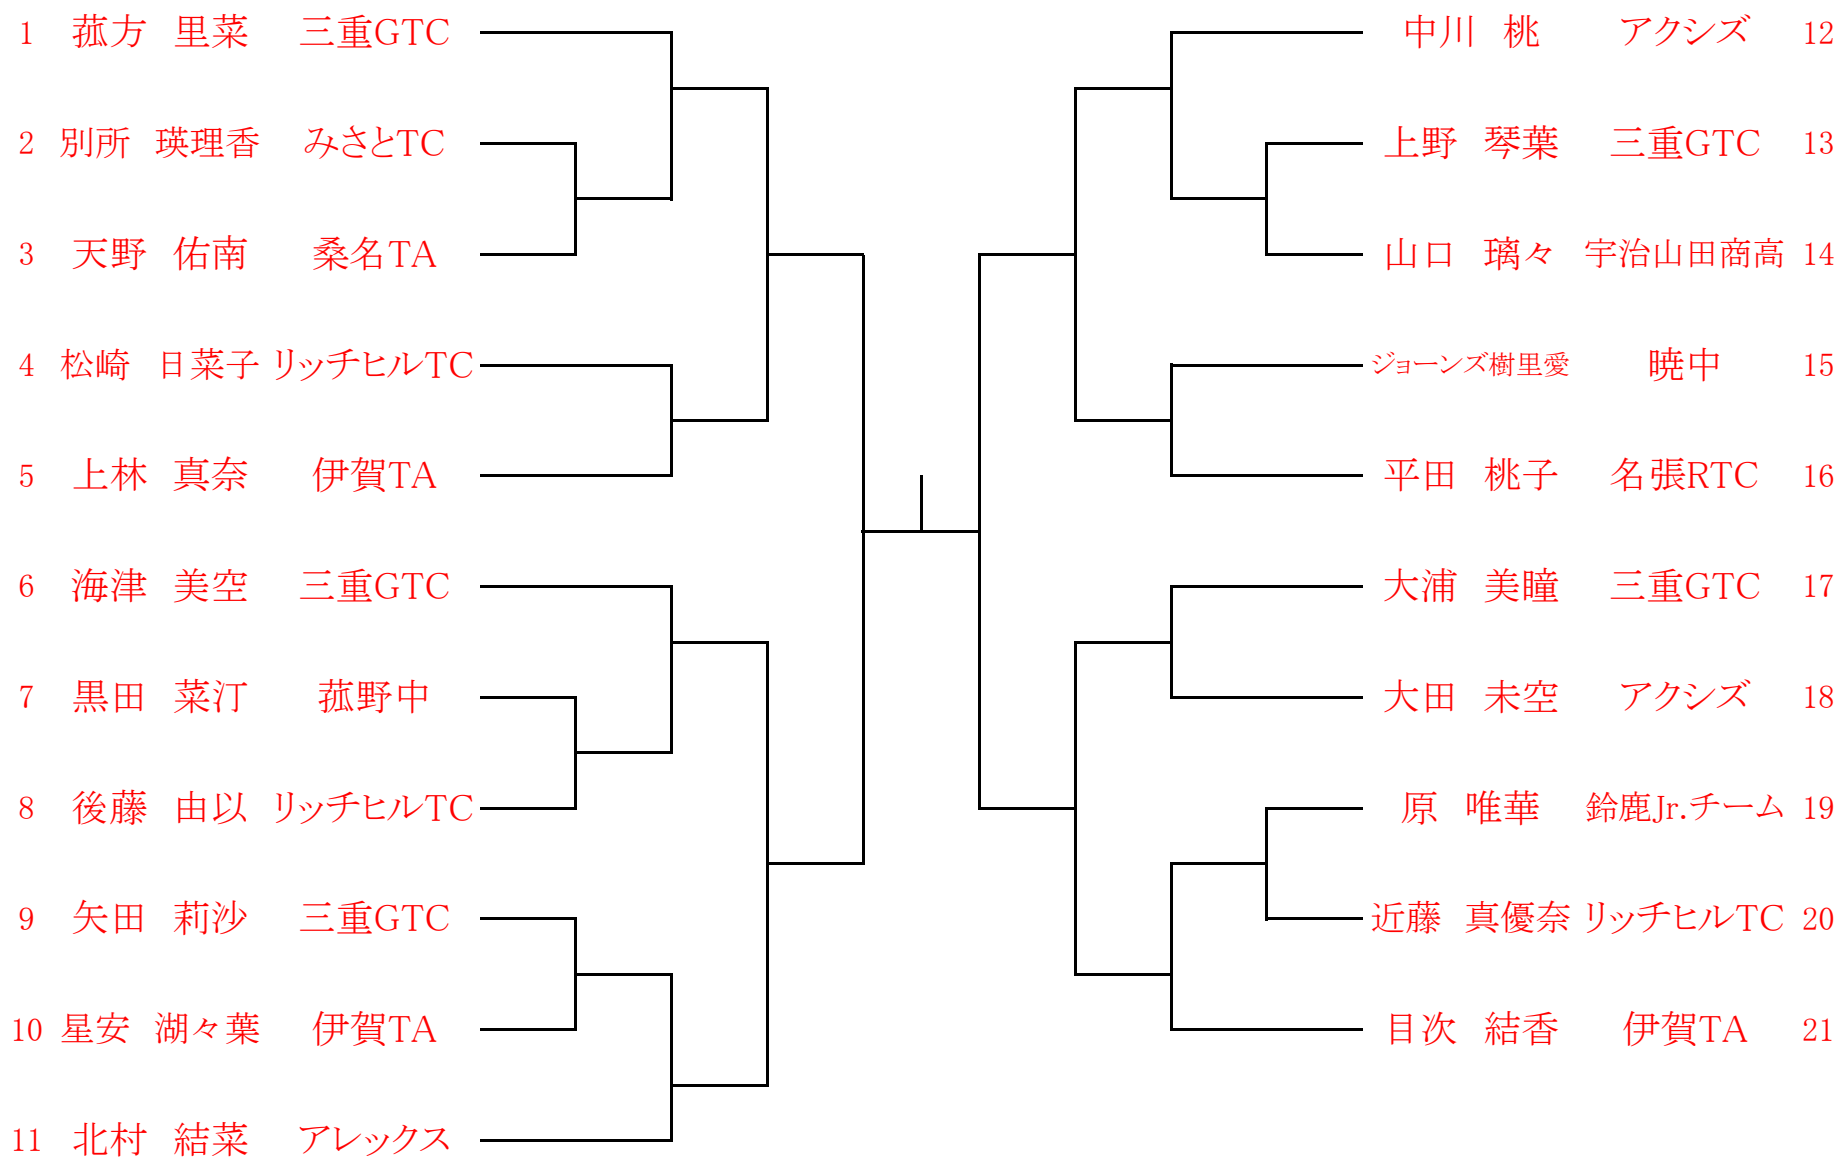 1 菰方 里菜 三重GTC
2 別所 瑛理香 みさとTC
3 天野 佑南 桑名TA
4 松崎 日菜子 リッチヒルTC
5 上林 真奈 伊賀TA
6 海津 美空 三重GTC
7 黒田 菜汀 菰野中
8 後藤 由以 リッチヒルTC
9 矢田 莉沙 三重GTC
10 星安 湖々葉 伊賀TA
11 北村 結菜 アレックス
中川 桃 アクシズ 12
上野 琴葉 三重GTC 13
山口 璃々 宇治山田商高 14
ジョーンズ樹里愛 暁中 15
平田 桃子 名張RTC 16
大浦 美瞳 三重GTC 17
大田 未空 アクシズ 18
原 唯華 鈴鹿Jr.チーム 19
近藤 真優奈 リッチヒルTC 20
目次 結香 伊賀TA 21